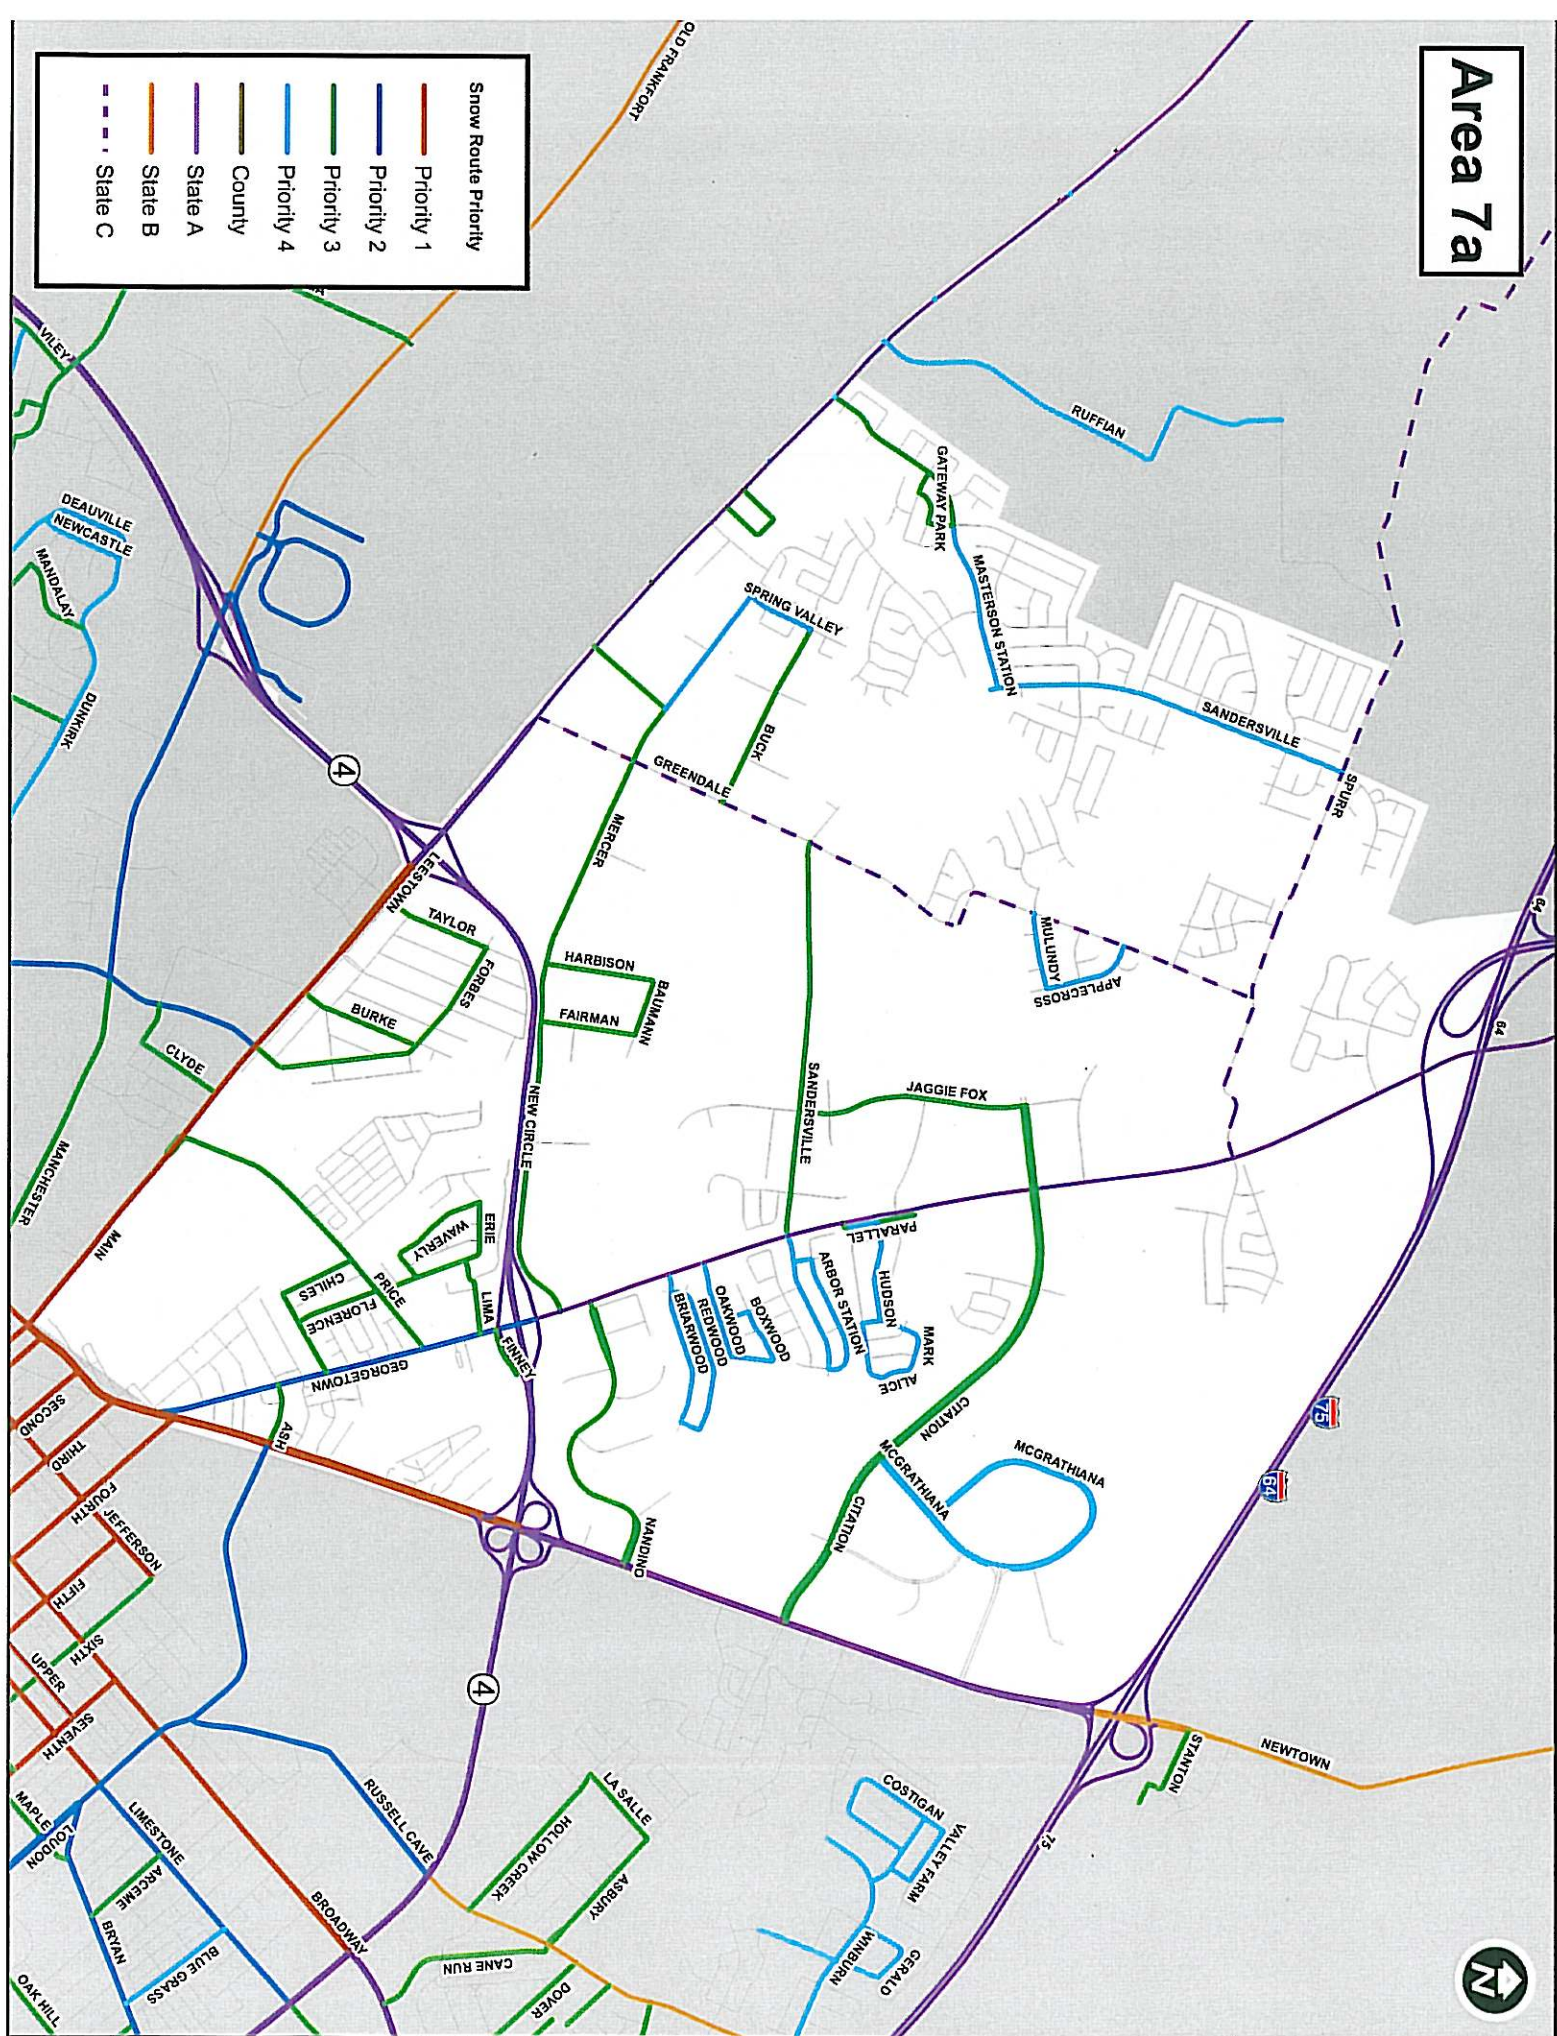 Area 7a
Snow Route Priority
Priority 1
Priority 2
Priority 3
Priority 4
County
State A
State B
State C
N
OLD FRANKFORT
RUFFIAN
GATEWAY PARK
MASTERSON STATION
SPRING VALLEY
BUCK
GREENDALE
SANDERSVILLE
SPURR
MERCER
VILEY
DEAUVILLE
NEWCASTLE
MANDALAY
DUNKIRK
4
LEESTOWN
TAYLOR
FORBES
BURKE
HARBISON
BAUMANN
FAIRMAN
MULUNDY
APPLECROSS
64
64
CLYDE
MANCHESTER
MAIN
NEW CIRCLE
SANDERSVILLE
JAGGIE FOX
ERIE
WAVERLY
LIMA
PRICE
CHILES
FLORENCE
GEORGETOWN
FINNEY
PARALLEL
ARBOR STATION
HUDSON
MARK
ALICE
BOXWOOD
OAKWOOD
REDWOOD
BRIARWOOD
CITATION
MCGRATHIANA
MCGRATHIANA
CITATION
75
64
NANDINO
ASH
SECOND
THIRD
FOURTH
JEFFERSON
FIFTH
SIXTH
UPPER
SEVENTH
4
NEWTOWN
STANTON
75
RUSSELL CAVE
LA SALLE
HOLLOW CREEK
ASBURY
COSTIGAN
VALLEY FARM
WINBURN
GERALD
MAPLE
LOUDON
LIMESTONE
ARCEME
BRYAN
BLUE GRASS
BROADWAY
CANE RUN
DOVER
OAK HILL